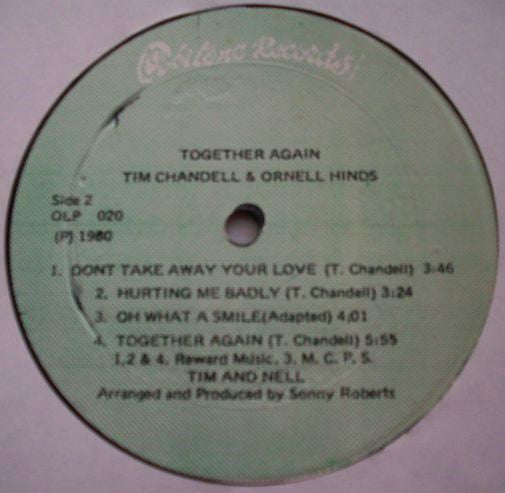 Orbitone Records
TOGETHER AGAIN
TIM CHANDELL & ORNELL HINDS
Side 2
OLP 020
(P) 1980
1. DONT TAKE AWAY YOUR LOVE (T. Chandell) 3:46
2. HURTING ME BADLY (T. Chandell) 3:24
3. OH WHAT A SMILE(Adapted) 4,01
4. TOGETHER AGAIN (T. Chandell) 5:55
1,2 & 4, Reward Music, 3. M. C. P. S.
TIM AND NELL
Arranged and Produced by Sonny Roberts